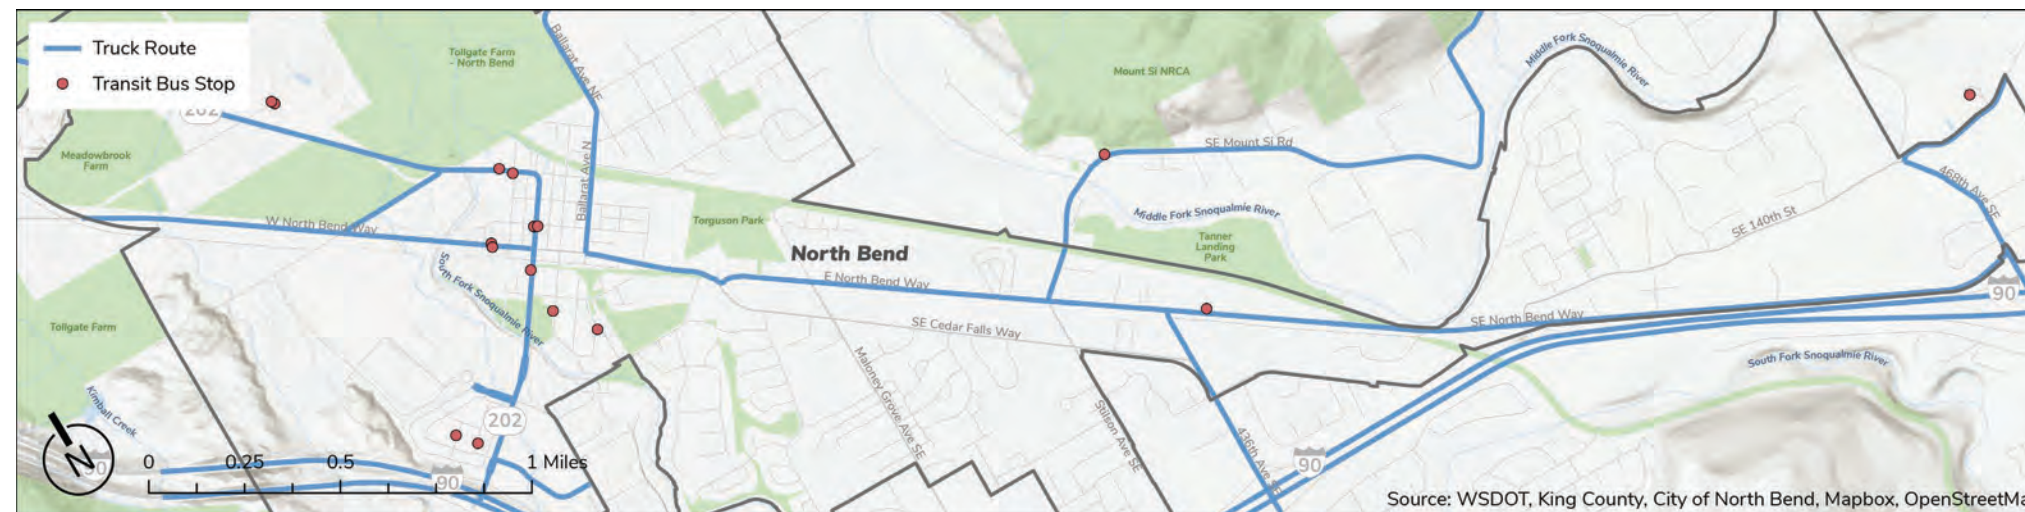 Truck Route
Transit Bus Stop
202
Tollgate Farm
- North Bend
Ballarat Ave NE
Mount Si NRCA
Middle Fork Snoqualmie River
Meadowbrook
Farm
Ballarat Ave N
SE Mount Si Rd
468th Ave SE
W North Bend Way
Torguson Park
Middle Fork Snoqualmie River
SE 140th St
Tanner
Landing
Park
North Bend
South Fork Snoqualmie River
E North Bend Way
90
Tollgate Farm
SE Cedar Falls Way
SE North Bend Way
South Fork Snoqualmie River
Kimball Creek
Maloney Grove Ave SE
Stilson Ave SE
436th Ave SE
202
N
90
0 0.25 0.5 1 Miles
90
90
Source: WSDOT, King County, City of North Bend, Mapbox, OpenStreetMa